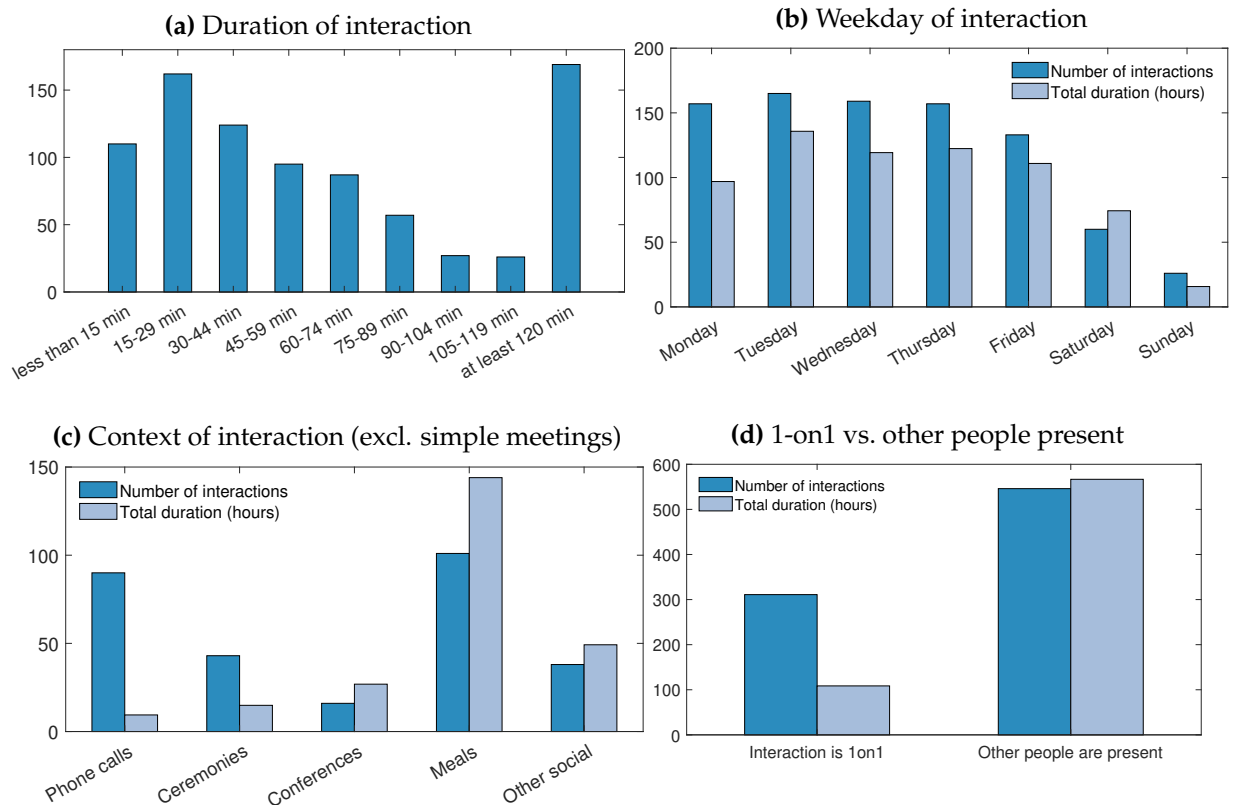 (a) Duration of interaction
150
100
50
0
less than 15 min
15-29 min
30-44 min
45-59 min
60-74 min
75-89 min
90-104 min
105-119 min
at least 120 min
(b) Weekday of interaction
200
150
100
50
0
Number of interactions
Total duration (hours)
Monday
Tuesday
Wednesday
Thursday
Friday
Saturday
Sunday
(c) Context of interaction (excl. simple meetings)
150
100
50
0
Number of interactions
Total duration (hours)
Phone calls
Ceremonies
Conferences
Meals
Other social
(d) 1-on1 vs. other people present
600
500
400
300
200
100
0
Number of interactions
Total duration (hours)
Interaction is 1on1
Other people are present